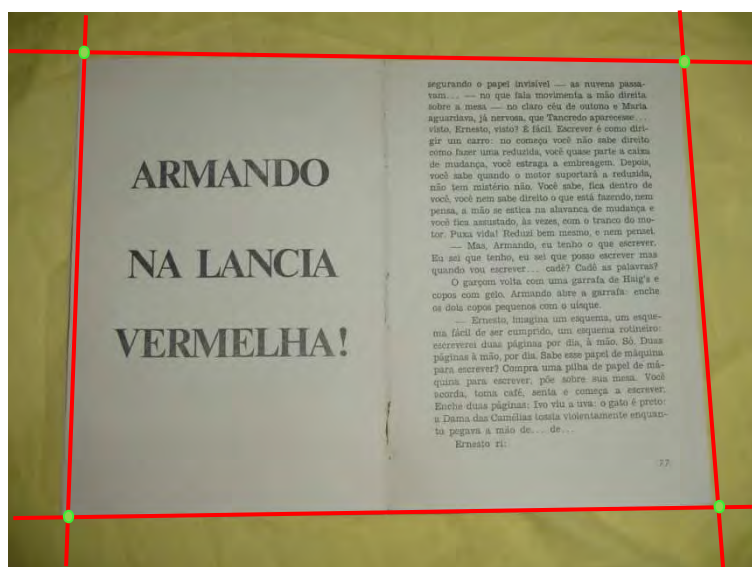 ARMANDO
NA LANCIA
VERMELHA!
segurando o papel invisível — as nuvens passa-
vam... — no que fala movimenta a mão direita
sobre a mesa — no claro céu de outono e Maria
aguardava, já nervosa, que Tancredo aparecesse...
visto, Ernesto, visto? É fácil. Escrever é como diri-
gir um carro: no começo você não sabe direito
como fazer uma reduzida, você quase parte a caixa
de mudança, você estraga a embreagem. Depois,
você sabe quando o motor suportará a reduzida,
não tem mistério não. Você sabe, fica dentro de
você, você nem sabe direito o que está fazendo, nem
pensa, a mão se estica na alavanca de mudança e
você fica assustado, às vezes, com o tranco do mo-
tor. Puxa vida! Reduzi bem mesmo, e nem pensei.
— Mas, Armando, eu tenho o que escrever.
Eu sei que tenho, eu sei que posso escrever mas
quando vou escrever... cadê? Cadê as palavras?
O garçom volta com uma garrafa de Haig's e
copos com gelo. Armando abre a garrafa: enche
os dois copos pequenos com o uísque.
— Ernesto, imagina um esquema, um esque-
ma fácil de ser cumprido, um esquema rotineiro:
escreverei duas páginas por dia, à mão. Só. Duas
páginas à mão, por dia. Sabe esse papel de máquina
para escrever? Compra uma pilha de papel de má-
quina para escrever, põe sobre sua mesa. Você
acorda, toma café, senta e começa a escrever.
Enche duas páginas: Ivo viu a uva: o gato é preto:
a Dama das Camélias tossia violentamente enquan-
to pegava a mão de... de...
Ernesto ri:
77